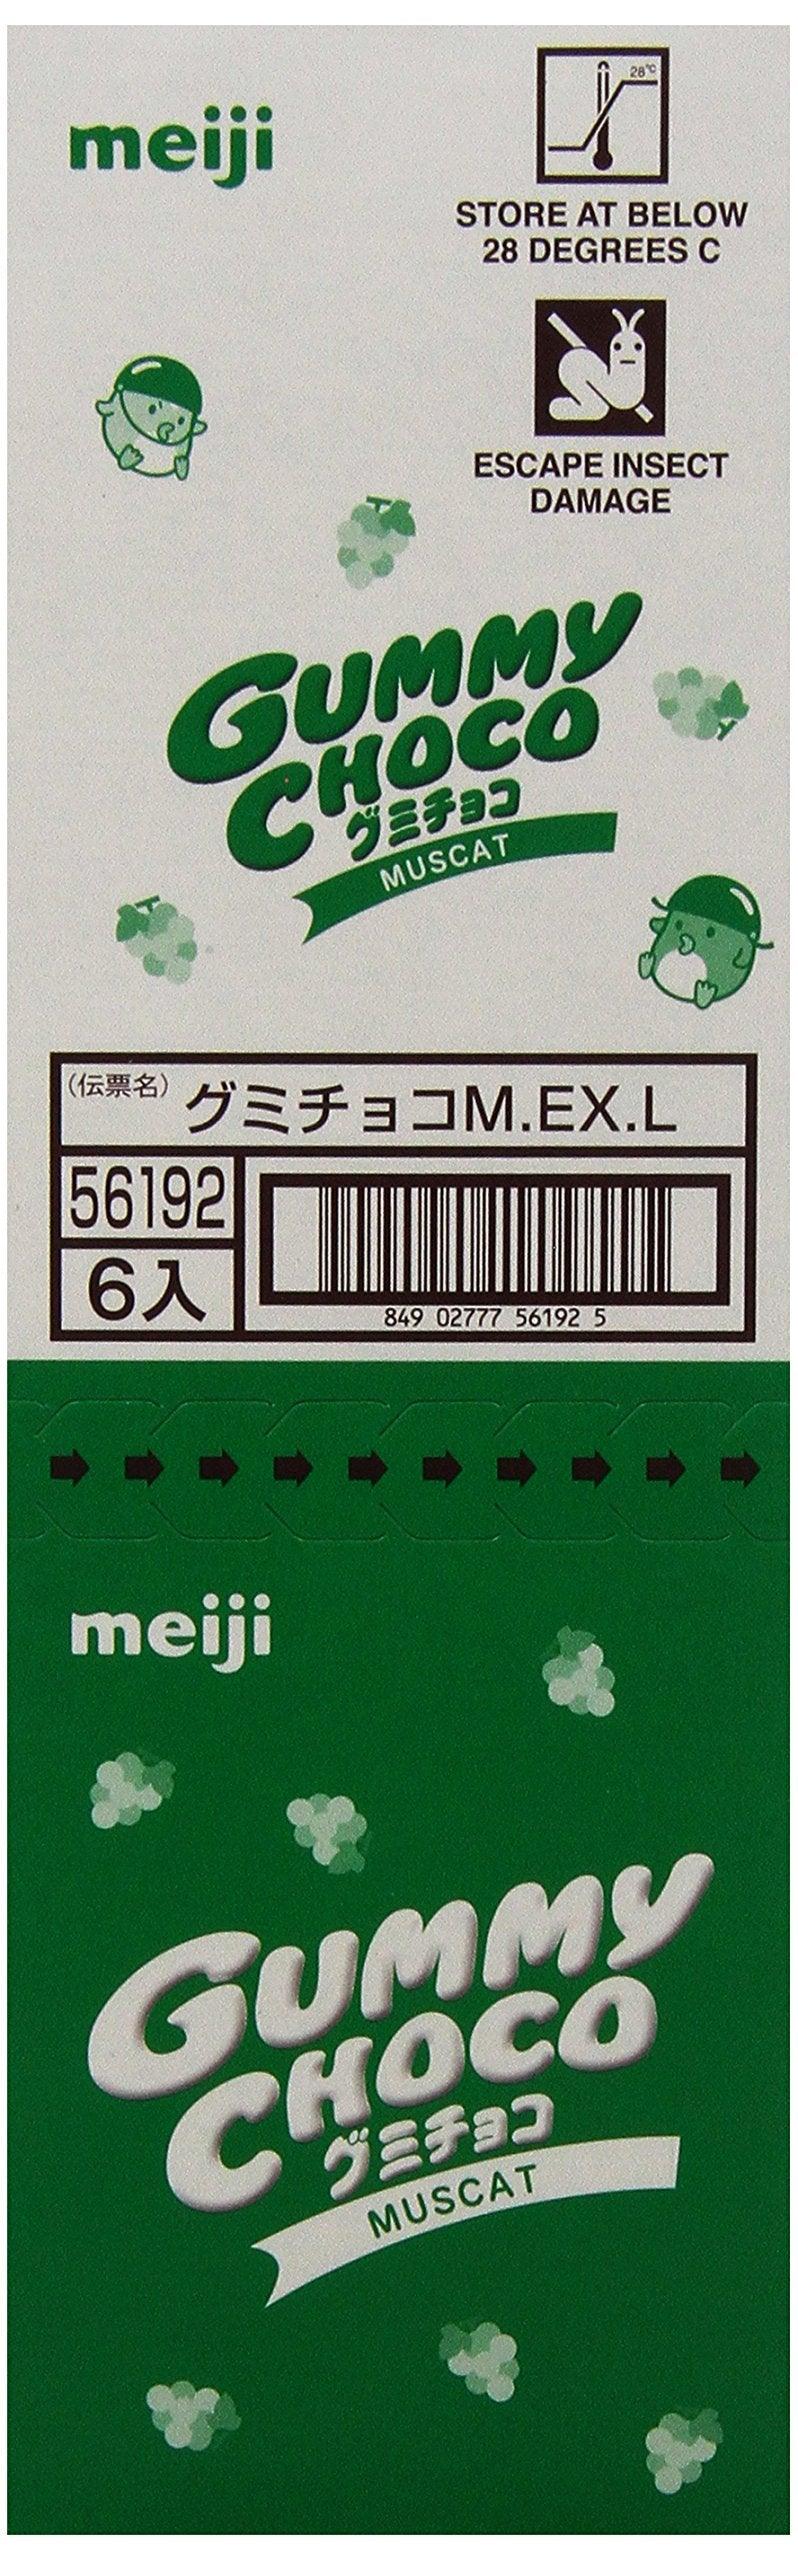 meiji
28℃
STORE AT BELOW
28 DEGREES C
ESCAPE INSECT
DAMAGE
GUMMY
CHOCO
グミチョコ
MUSCAT
(伝票名) グミチョコM.EX.L
56192
6入
849 02777 56192 5
meiji
GUMMY
CHOCO
グミチョコ
MUSCAT